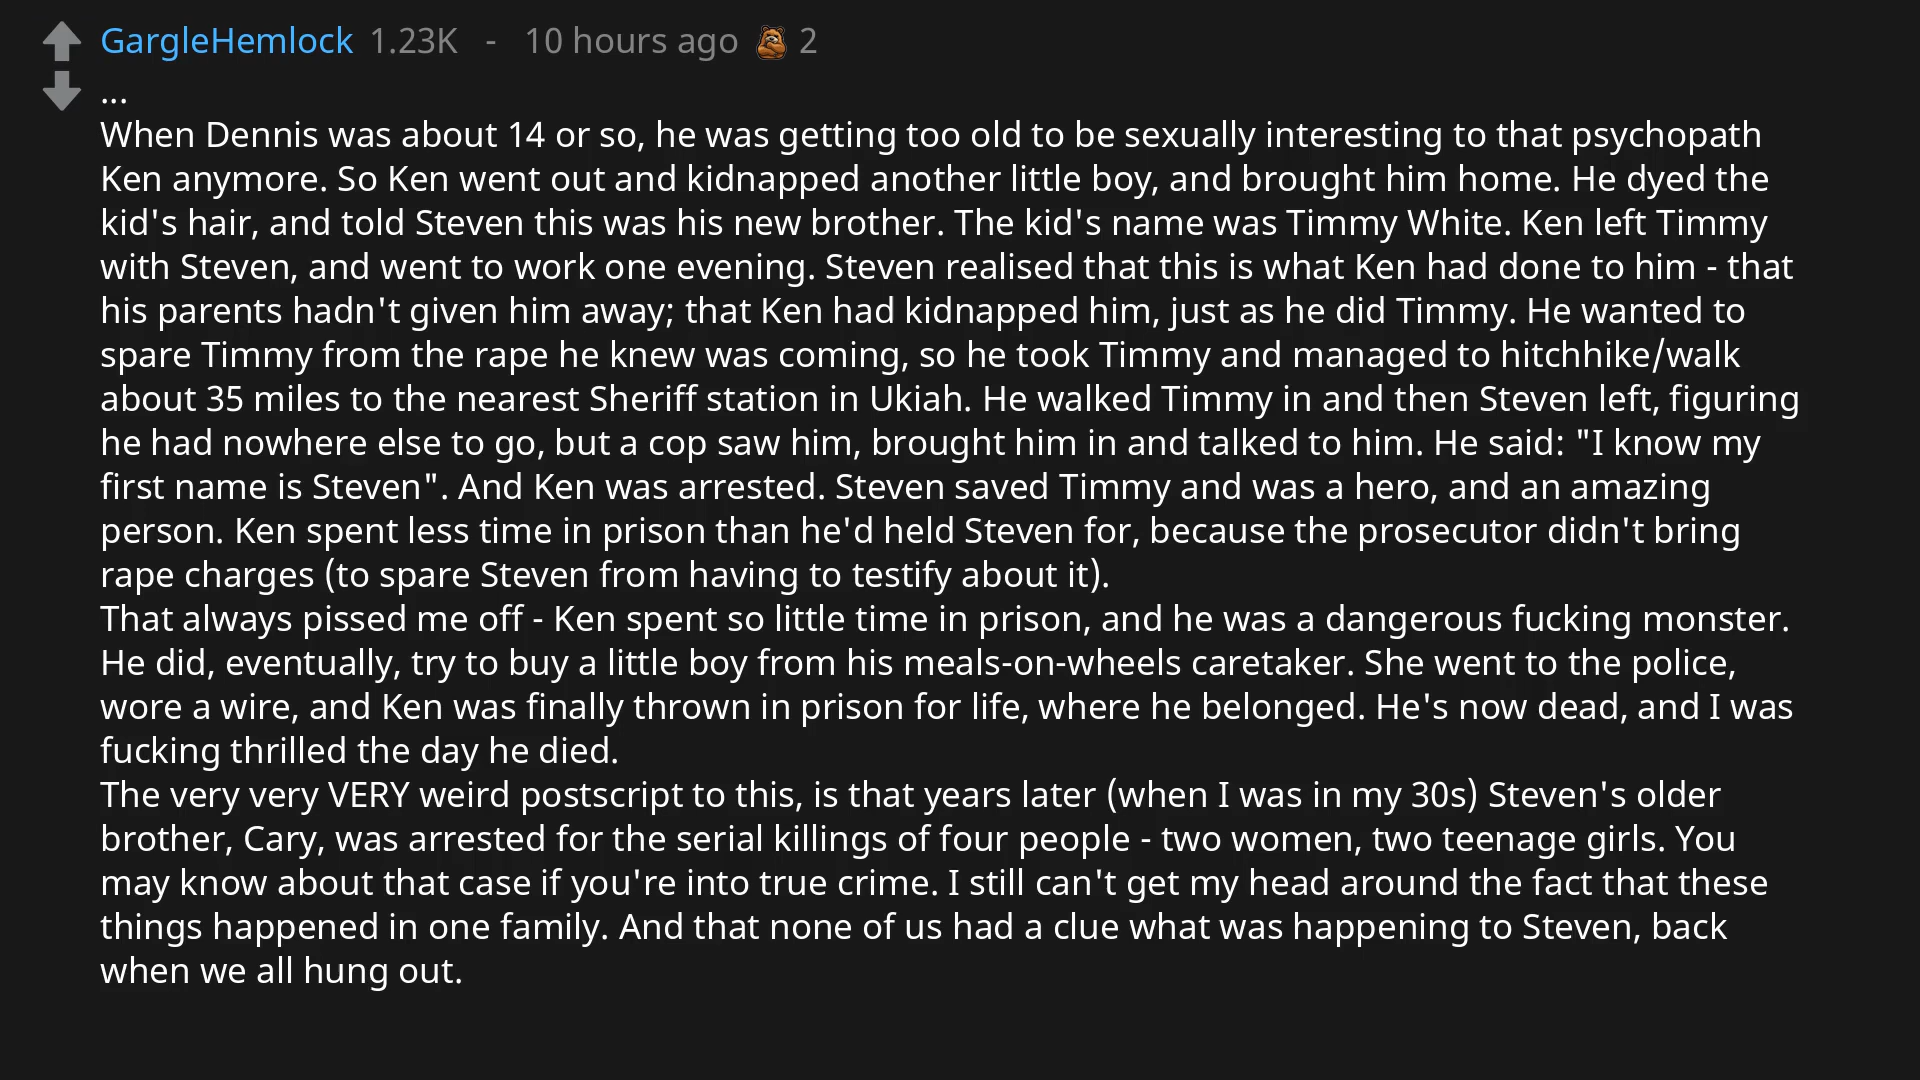 GargleHemlock 1.23K - 10 hours ago 2
...
When Dennis was about 14 or so, he was getting too old to be sexually interesting to that psychopath
Ken anymore. So Ken went out and kidnapped another little boy, and brought him home. He dyed the
kid's hair, and told Steven this was his new brother. The kid's name was Timmy White. Ken left Timmy
with Steven, and went to work one evening. Steven realised that this is what Ken had done to him - that
his parents hadn't given him away; that Ken had kidnapped him, just as he did Timmy. He wanted to
spare Timmy from the rape he knew was coming, so he took Timmy and managed to hitchhike/walk
about 35 miles to the nearest Sheriff station in Ukiah. He walked Timmy in and then Steven left, figuring
he had nowhere else to go, but a cop saw him, brought him in and talked to him. He said: "I know my
first name is Steven". And Ken was arrested. Steven saved Timmy and was a hero, and an amazing
person. Ken spent less time in prison than he'd held Steven for, because the prosecutor didn't bring
rape charges (to spare Steven from having to testify about it).
That always pissed me off - Ken spent so little time in prison, and he was a dangerous fucking monster.
He did, eventually, try to buy a little boy from his meals-on-wheels caretaker. She went to the police,
wore a wire, and Ken was finally thrown in prison for life, where he belonged. He's now dead, and I was
fucking thrilled the day he died.
The very very VERY weird postscript to this, is that years later (when I was in my 30s) Steven's older
brother, Cary, was arrested for the serial killings of four people - two women, two teenage girls. You
may know about that case if you're into true crime. I still can't get my head around the fact that these
things happened in one family. And that none of us had a clue what was happening to Steven, back
when we all hung out.